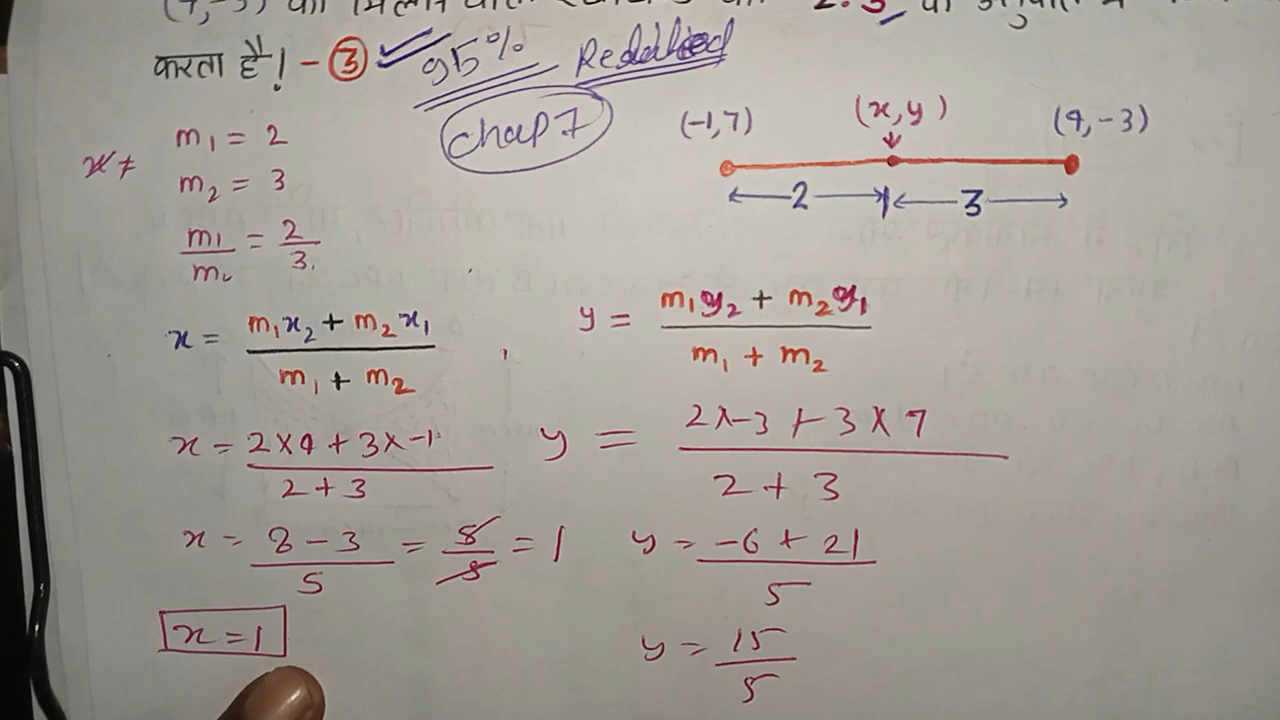 करता है! - ③ 95%
Chap 7
m₁ = 2
m₂ = 3
m₁/m₂ = 2/3
(-1,7) (x,y) (4,-3)
2 3
x = (m₁x₂ + m₂x₁)/(m₁ + m₂) , y = (m₁y₂ + m₂y₁)/(m₁ + m₂)
x = (2×4 + 3×-1)/(2+3) y = (2×-3 + 3×7)/(2+3)
x = (8-3)/5 = 5/5 = 1 y = (-6 + 21)/5
x = 1 y = 15/5